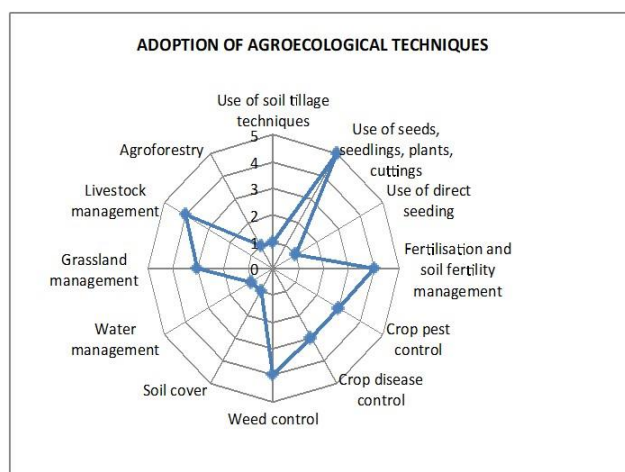 ADOPTION OF AGROECOLOGICAL TECHNIQUES
Use of soil tillage
techniques
Use of seeds,
seedlings, plants,
cuttings
Use of direct
seeding
Fertilisation and
soil fertility
management
Crop pest
control
Crop disease
control
Weed control
Soil cover
Water
management
Grassland
management
Livestock
management
Agroforestry
5
4
3
2
1
0